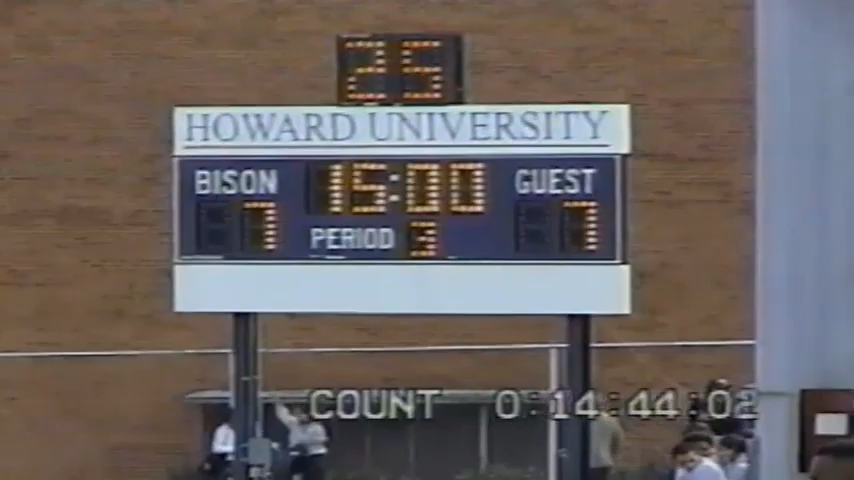 25
HOWARD UNIVERSITY
BISON 15:00 GUEST
7 PERIOD 3 7
COUNT 0:14:44:02